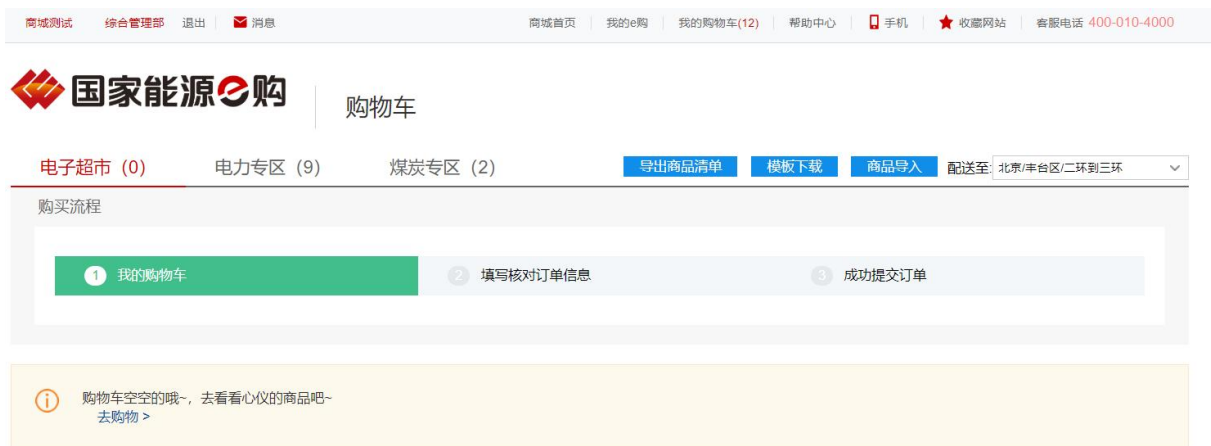 商城测试 综合管理部 退出 消息 商城首页 我的e购 我的购物车(12) 帮助中心 手机 收藏网站 客服电话 400-010-4000
国家能源e购 购物车
电子超市 (0) 电力专区 (9) 煤炭专区 (2) 导出商品清单 模板下载 商品导入 配送至: 北京/丰台区/二环到三环
购买流程
1 我的购物车 2 填写核对订单信息 3 成功提交订单
购物车空空的哦~, 去看看心仪的商品吧~
去购物 >